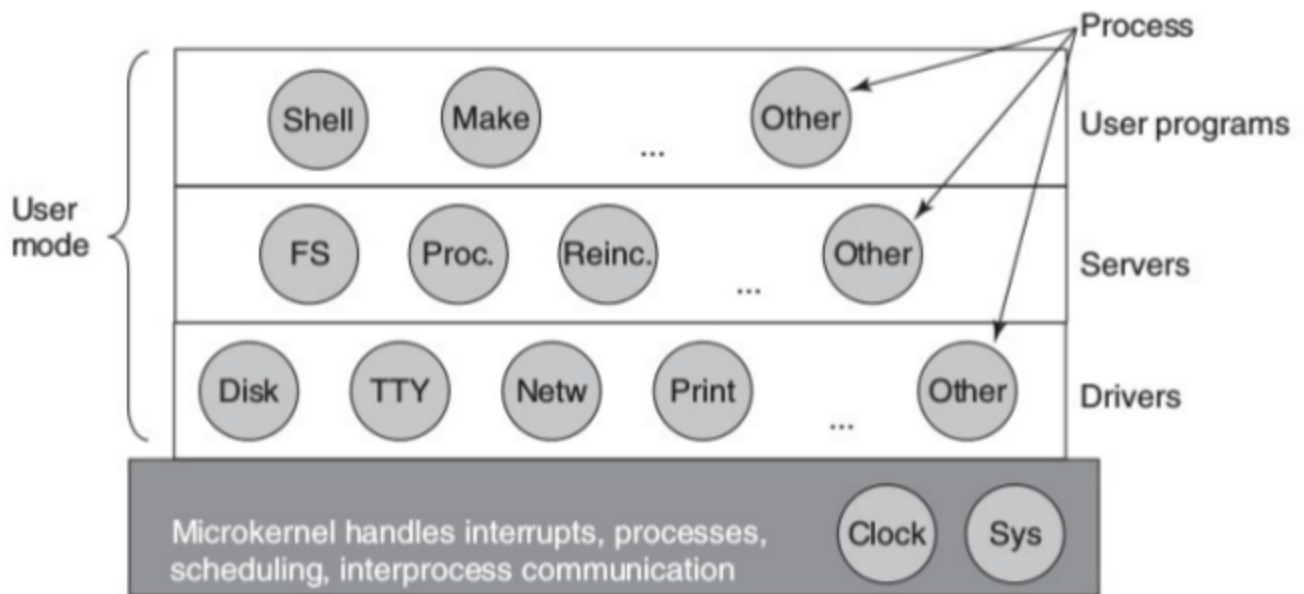 Process
Shell
Make
...
Other
User programs
User
mode
FS
Proc.
Reinc.
...
Other
Servers
Disk
TTY
Netw
Print
...
Other
Drivers
Microkernel handles interrupts, processes,
scheduling, interprocess communication
Clock
Sys